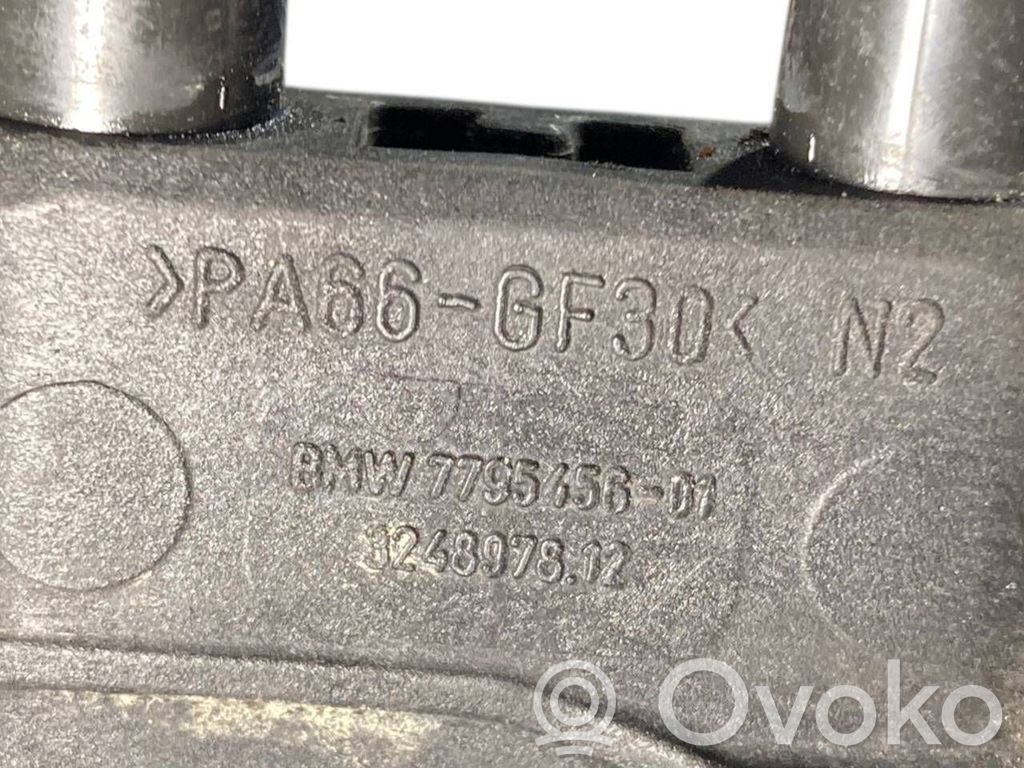 >PA66-GF30< N2
BMW 7795456-01
3248978.12
Ovoko